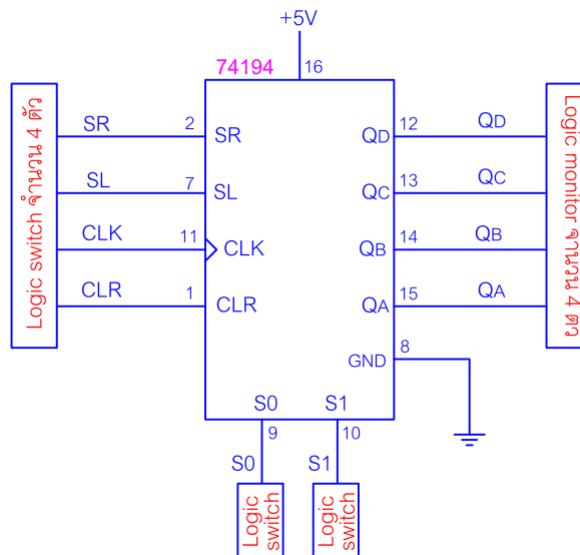 +5V
74194
16
Logic switch จำนวน 4 ตัว
SR
2
SR
SL
7
SL
CLK
11
CLK
CLR
1
CLR
QD
12
QD
QC
13
QC
QB
14
QB
QA
15
QA
GND
8
Logic monitor จำนวน 4 ตัว
S0
S1
9
10
S0
S1
Logic
switch
Logic
switch